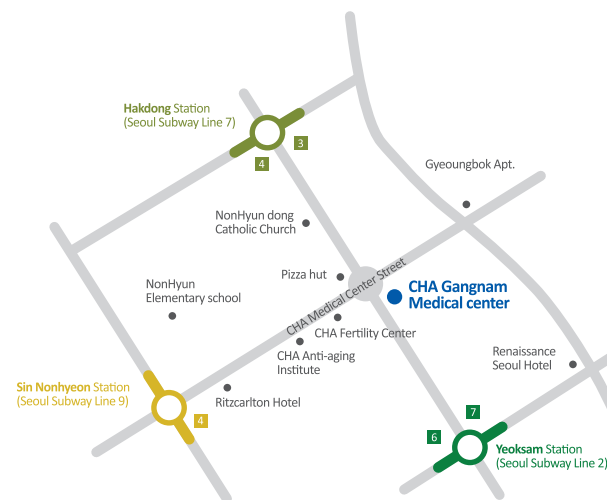 Hakdong Station
(Seoul Subway Line 7)
3
4
Gyeoungbok Apt.
NonHyun dong
Catholic Church
Pizza hut
CHA Medical Center Street
CHA Gangnam
Medical center
NonHyun
Elementary school
CHA Fertility Center
CHA Anti-aging
Institute
Renaissance
Seoul Hotel
Sin Nonhyeon Station
(Seoul Subway Line 9)
4
Ritzcarlton Hotel
7
6
Yeoksam Station
(Seoul Subway Line 2)